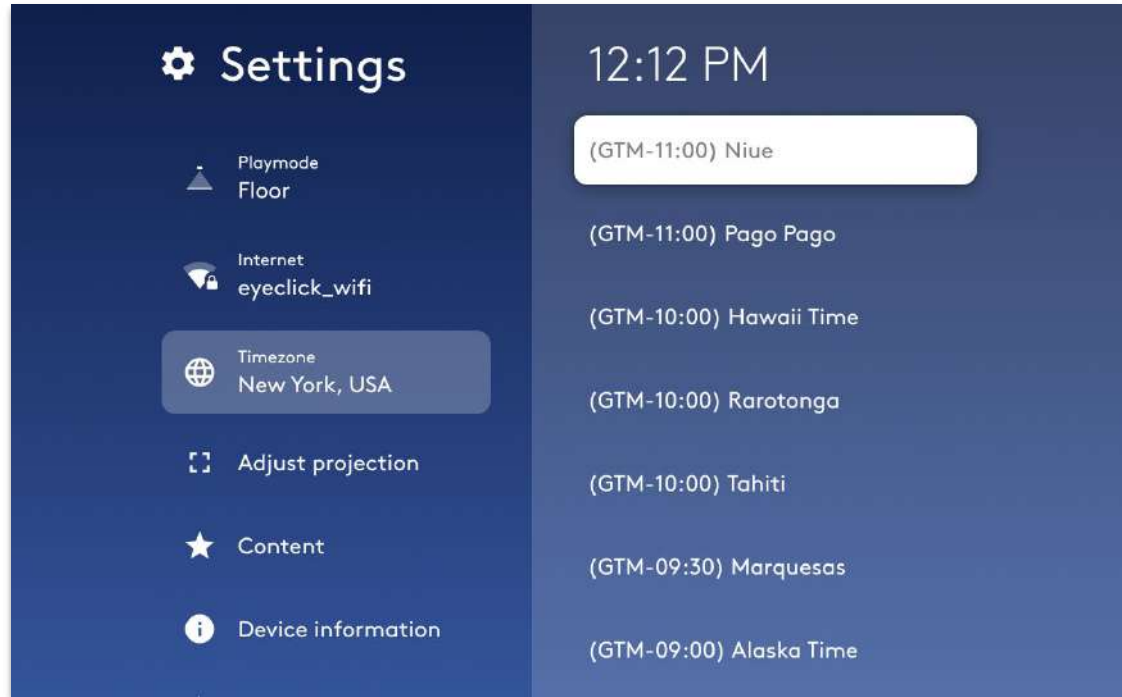 Settings
Playmode
Floor
Internet
eyeclick_wifi
Timezone
New York, USA
Adjust projection
Content
Device information
12:12 PM
(GTM-11:00) Niue
(GTM-11:00) Pago Pago
(GTM-10:00) Hawaii Time
(GTM-10:00) Rarotonga
(GTM-10:00) Tahiti
(GTM-09:30) Marquesas
(GTM-09:00) Alaska Time